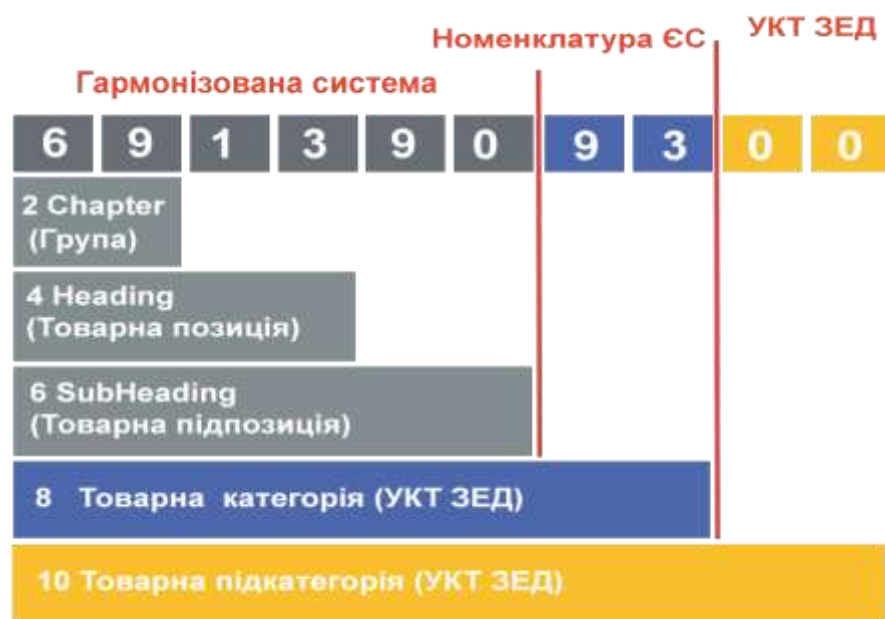 Номенклатура ЄС
УКТ ЗЕД
Гармонізована система
6 9 1 3 9 0 9 3 0 0
2 Chapter
(Група)
4 Heading
(Товарна позиція)
6 SubHeading
(Товарна підпозиція)
8 Товарна категорія (УКТ ЗЕД)
10 Товарна підкатегорія (УКТ ЗЕД)